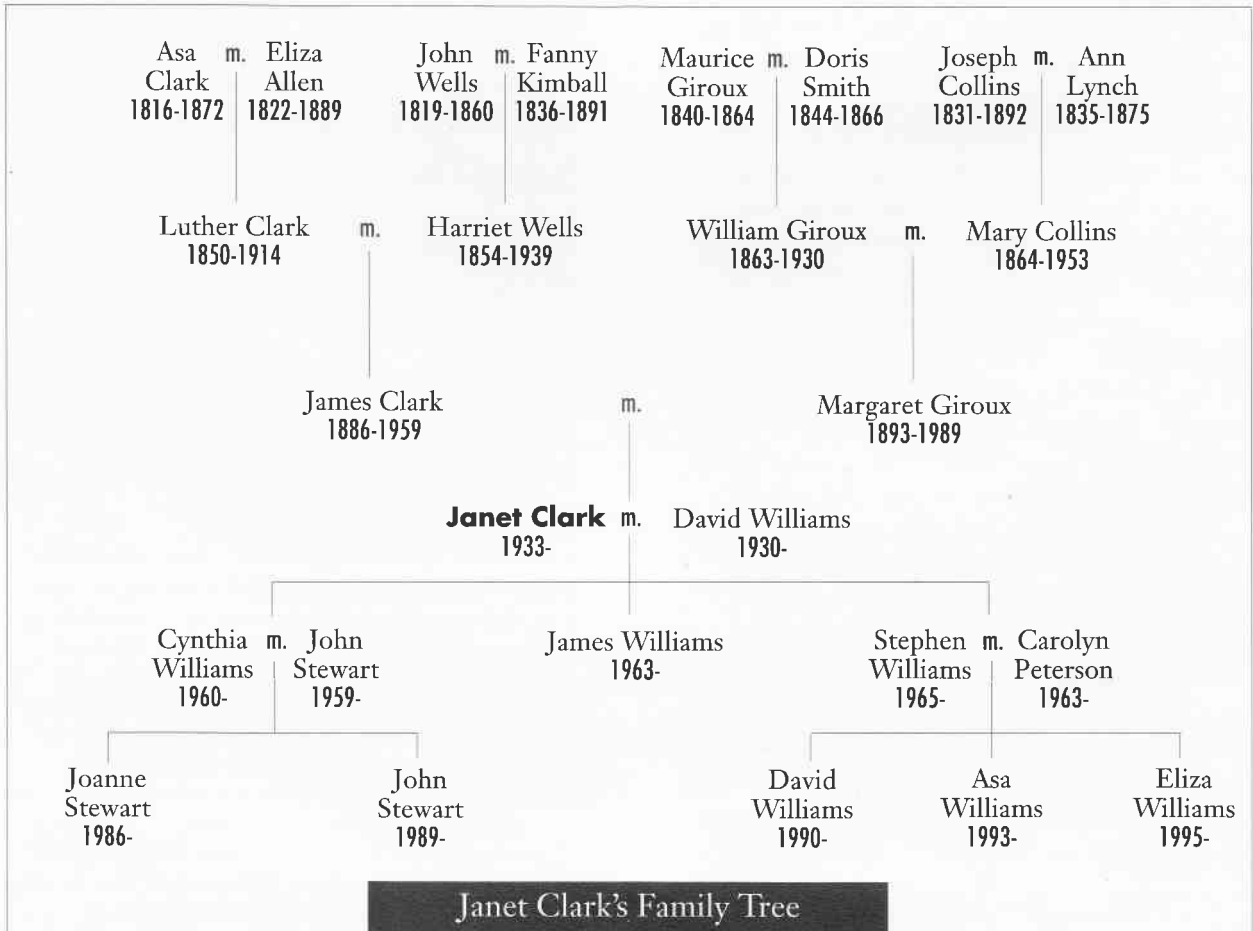 Asa m. Eliza
Clark Allen
1816-1872 1822-1889
John m. Fanny
Wells Kimball
1819-1860 1836-1891
Maurice m. Doris
Giroux Smith
1840-1864 1844-1866
Joseph m. Ann
Collins Lynch
1831-1892 1835-1875
Luther Clark m. Harriet Wells
1850-1914 1854-1939
William Giroux m. Mary Collins
1863-1930 1864-1953
James Clark m. Margaret Giroux
1886-1959 1893-1989
Janet Clark m. David Williams
1933- 1930-
Cynthia m. John
Williams Stewart
1960- 1959-
James Williams
1963-
Stephen m. Carolyn
Williams Peterson
1965- 1963-
Joanne
Stewart
1986-
John
Stewart
1989-
David
Williams
1990-
Asa
Williams
1993-
Eliza
Williams
1995-
Janet Clark's Family Tree